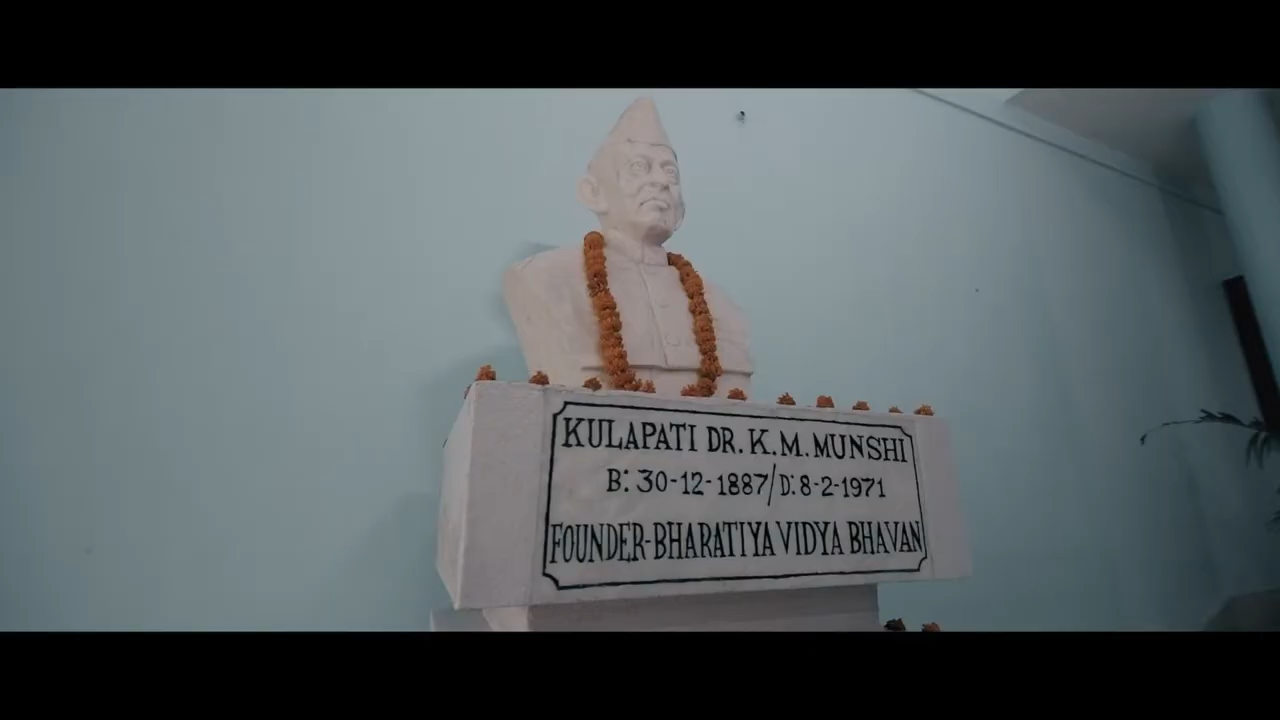 KULAPATI DR. K. M. MUNSHI
B: 30-12-1887/D: 8-2-1971
FOUNDER-BHARATIYA VIDYA BHAVAN